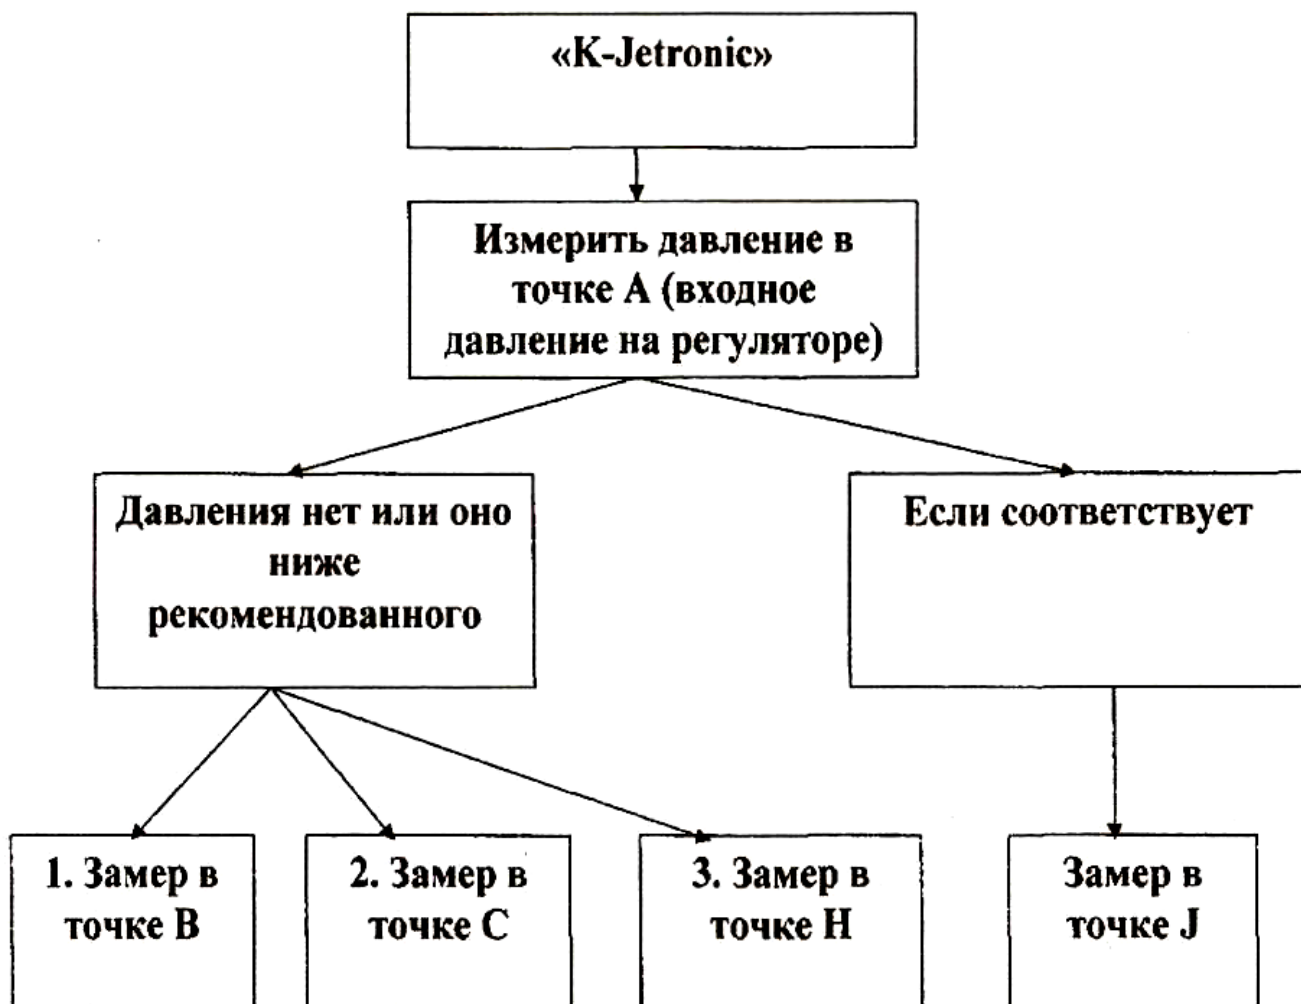 «K-Jetronic»
Измерить давление в
точке А (входное
давление на регуляторе)
Давления нет или оно
ниже
рекомендованного
Если соответствует
1. Замер в
точке В
2. Замер в
точке С
3. Замер в
точке Н
Замер в
точке J